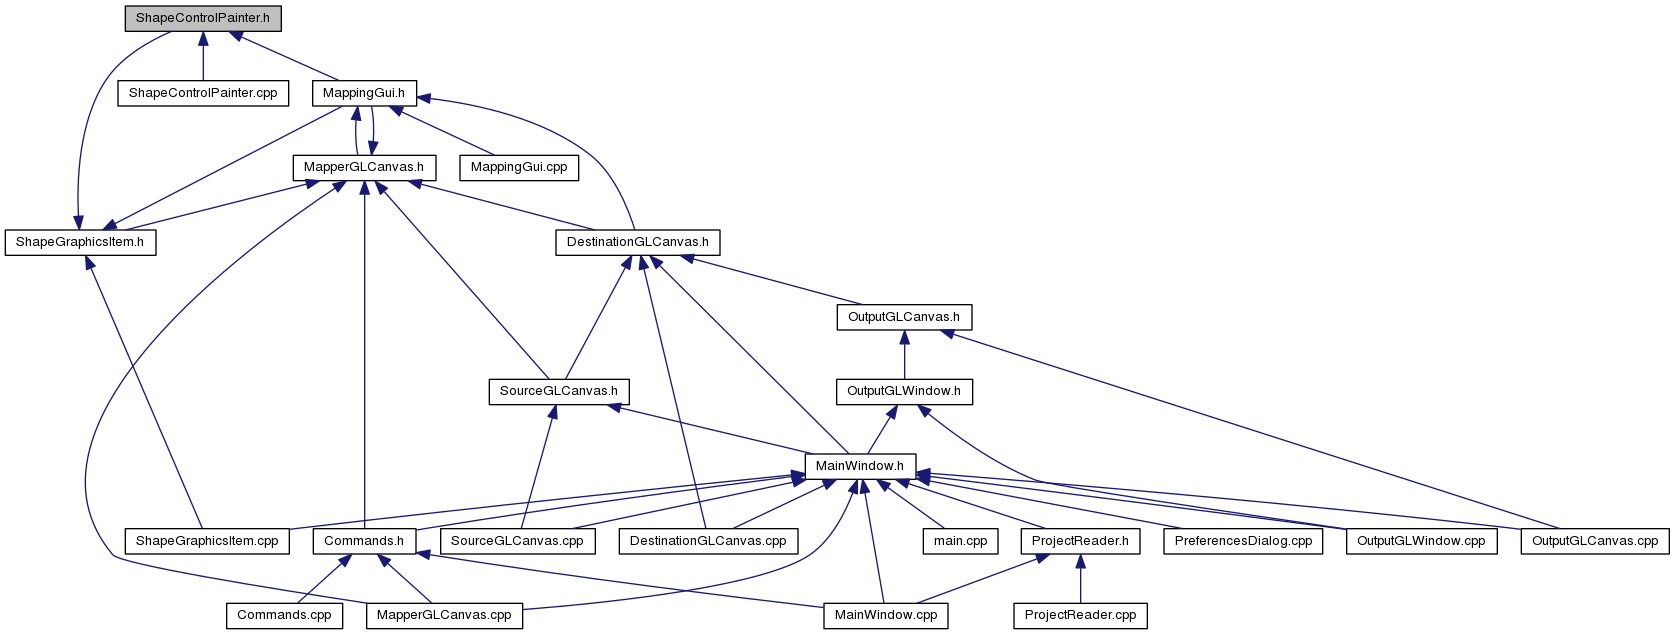 ShapeControlPainter.h
ShapeControlPainter.cpp
MappingGui.h
MapperGLCanvas.h
MappingGui.cpp
ShapeGraphicsItem.h
DestinationGLCanvas.h
OutputGLCanvas.h
SourceGLCanvas.h
OutputGLWindow.h
MainWindow.h
ShapeGraphicsItem.cpp
Commands.h
SourceGLCanvas.cpp
DestinationGLCanvas.cpp
main.cpp
ProjectReader.h
PreferencesDialog.cpp
OutputGLWindow.cpp
OutputGLCanvas.cpp
Commands.cpp
MapperGLCanvas.cpp
MainWindow.cpp
ProjectReader.cpp